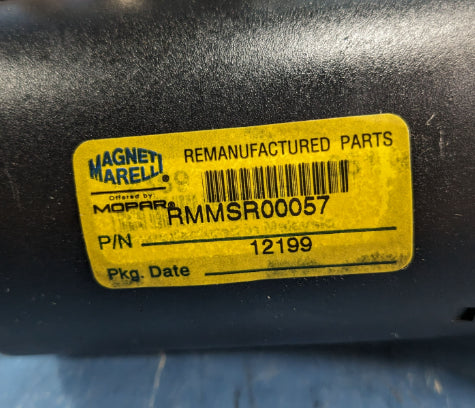 MAGNETI
MARELLI®
REMANUFACTURED PARTS
Offered by:
MOPAR®
RMMSR00057
P/N
12199
Pkg. Date